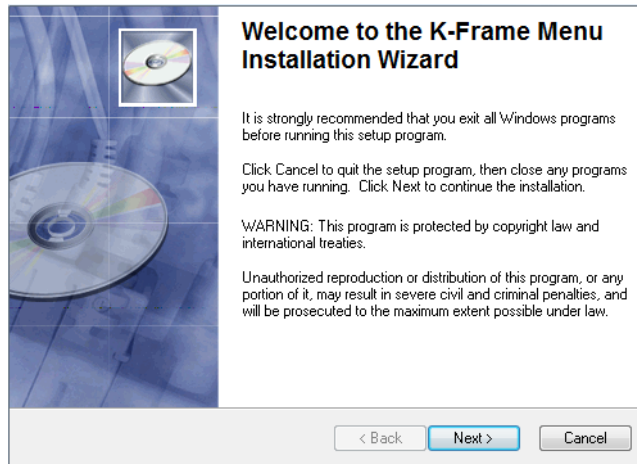 Welcome to the K-Frame Menu
Installation Wizard
It is strongly recommended that you exit all Windows programs
before running this setup program.
Click Cancel to quit the setup program, then close any programs
you have running. Click Next to continue the installation.
WARNING: This program is protected by copyright law and
international treaties.
Unauthorized reproduction or distribution of this program, or any
portion of it, may result in severe civil and criminal penalties, and
will be prosecuted to the maximum extent possible under law.
< Back Next > Cancel